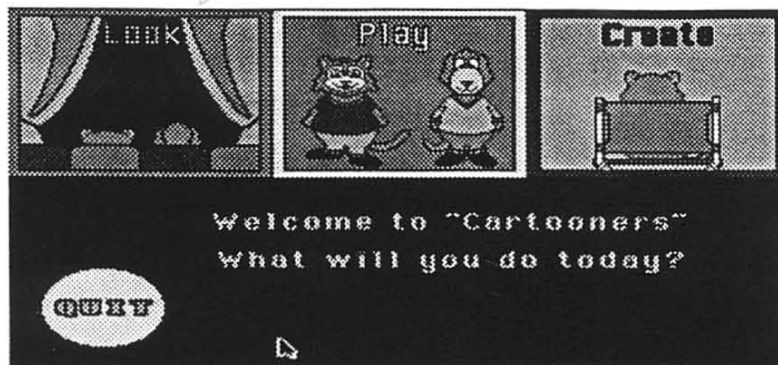 Look
Play
Create
Welcome to "Cartooners"
What will you do today?
QUIT